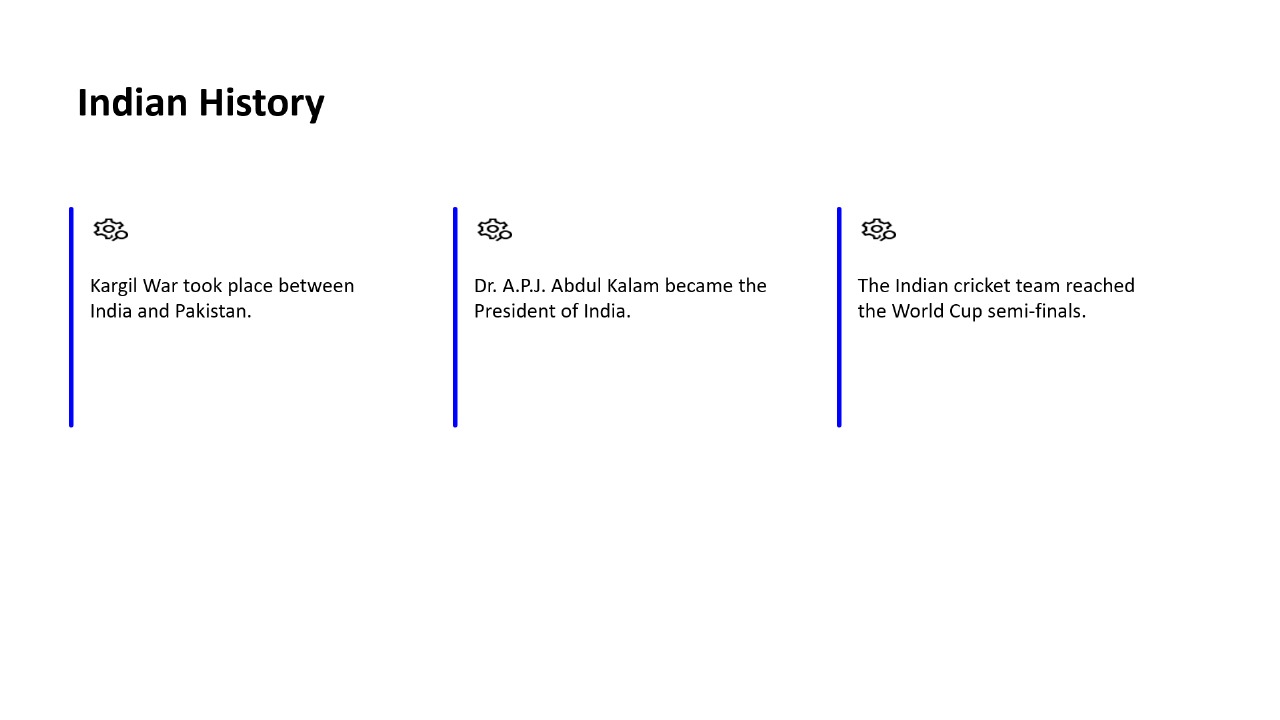 Indian History
Kargil War took place between
India and Pakistan.
Dr. A.P.J. Abdul Kalam became the
President of India.
The Indian cricket team reached
the World Cup semi-finals.